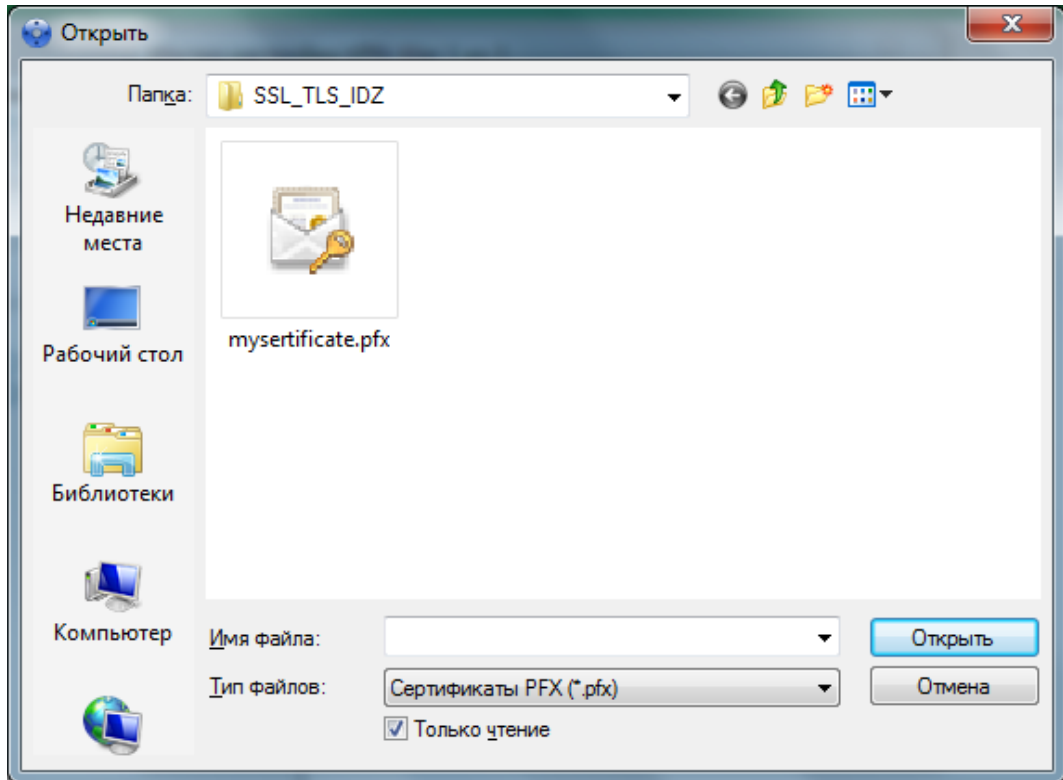 Открыть
Папка:
SSL_TLS_IDZ
Недавние
места
mysertificate.pfx
Рабочий стол
Библиотеки
Компьютер
Имя файла:
Открыть
Тип файлов:
Сертификаты PFX (*.pfx)
Отмена
Только чтение